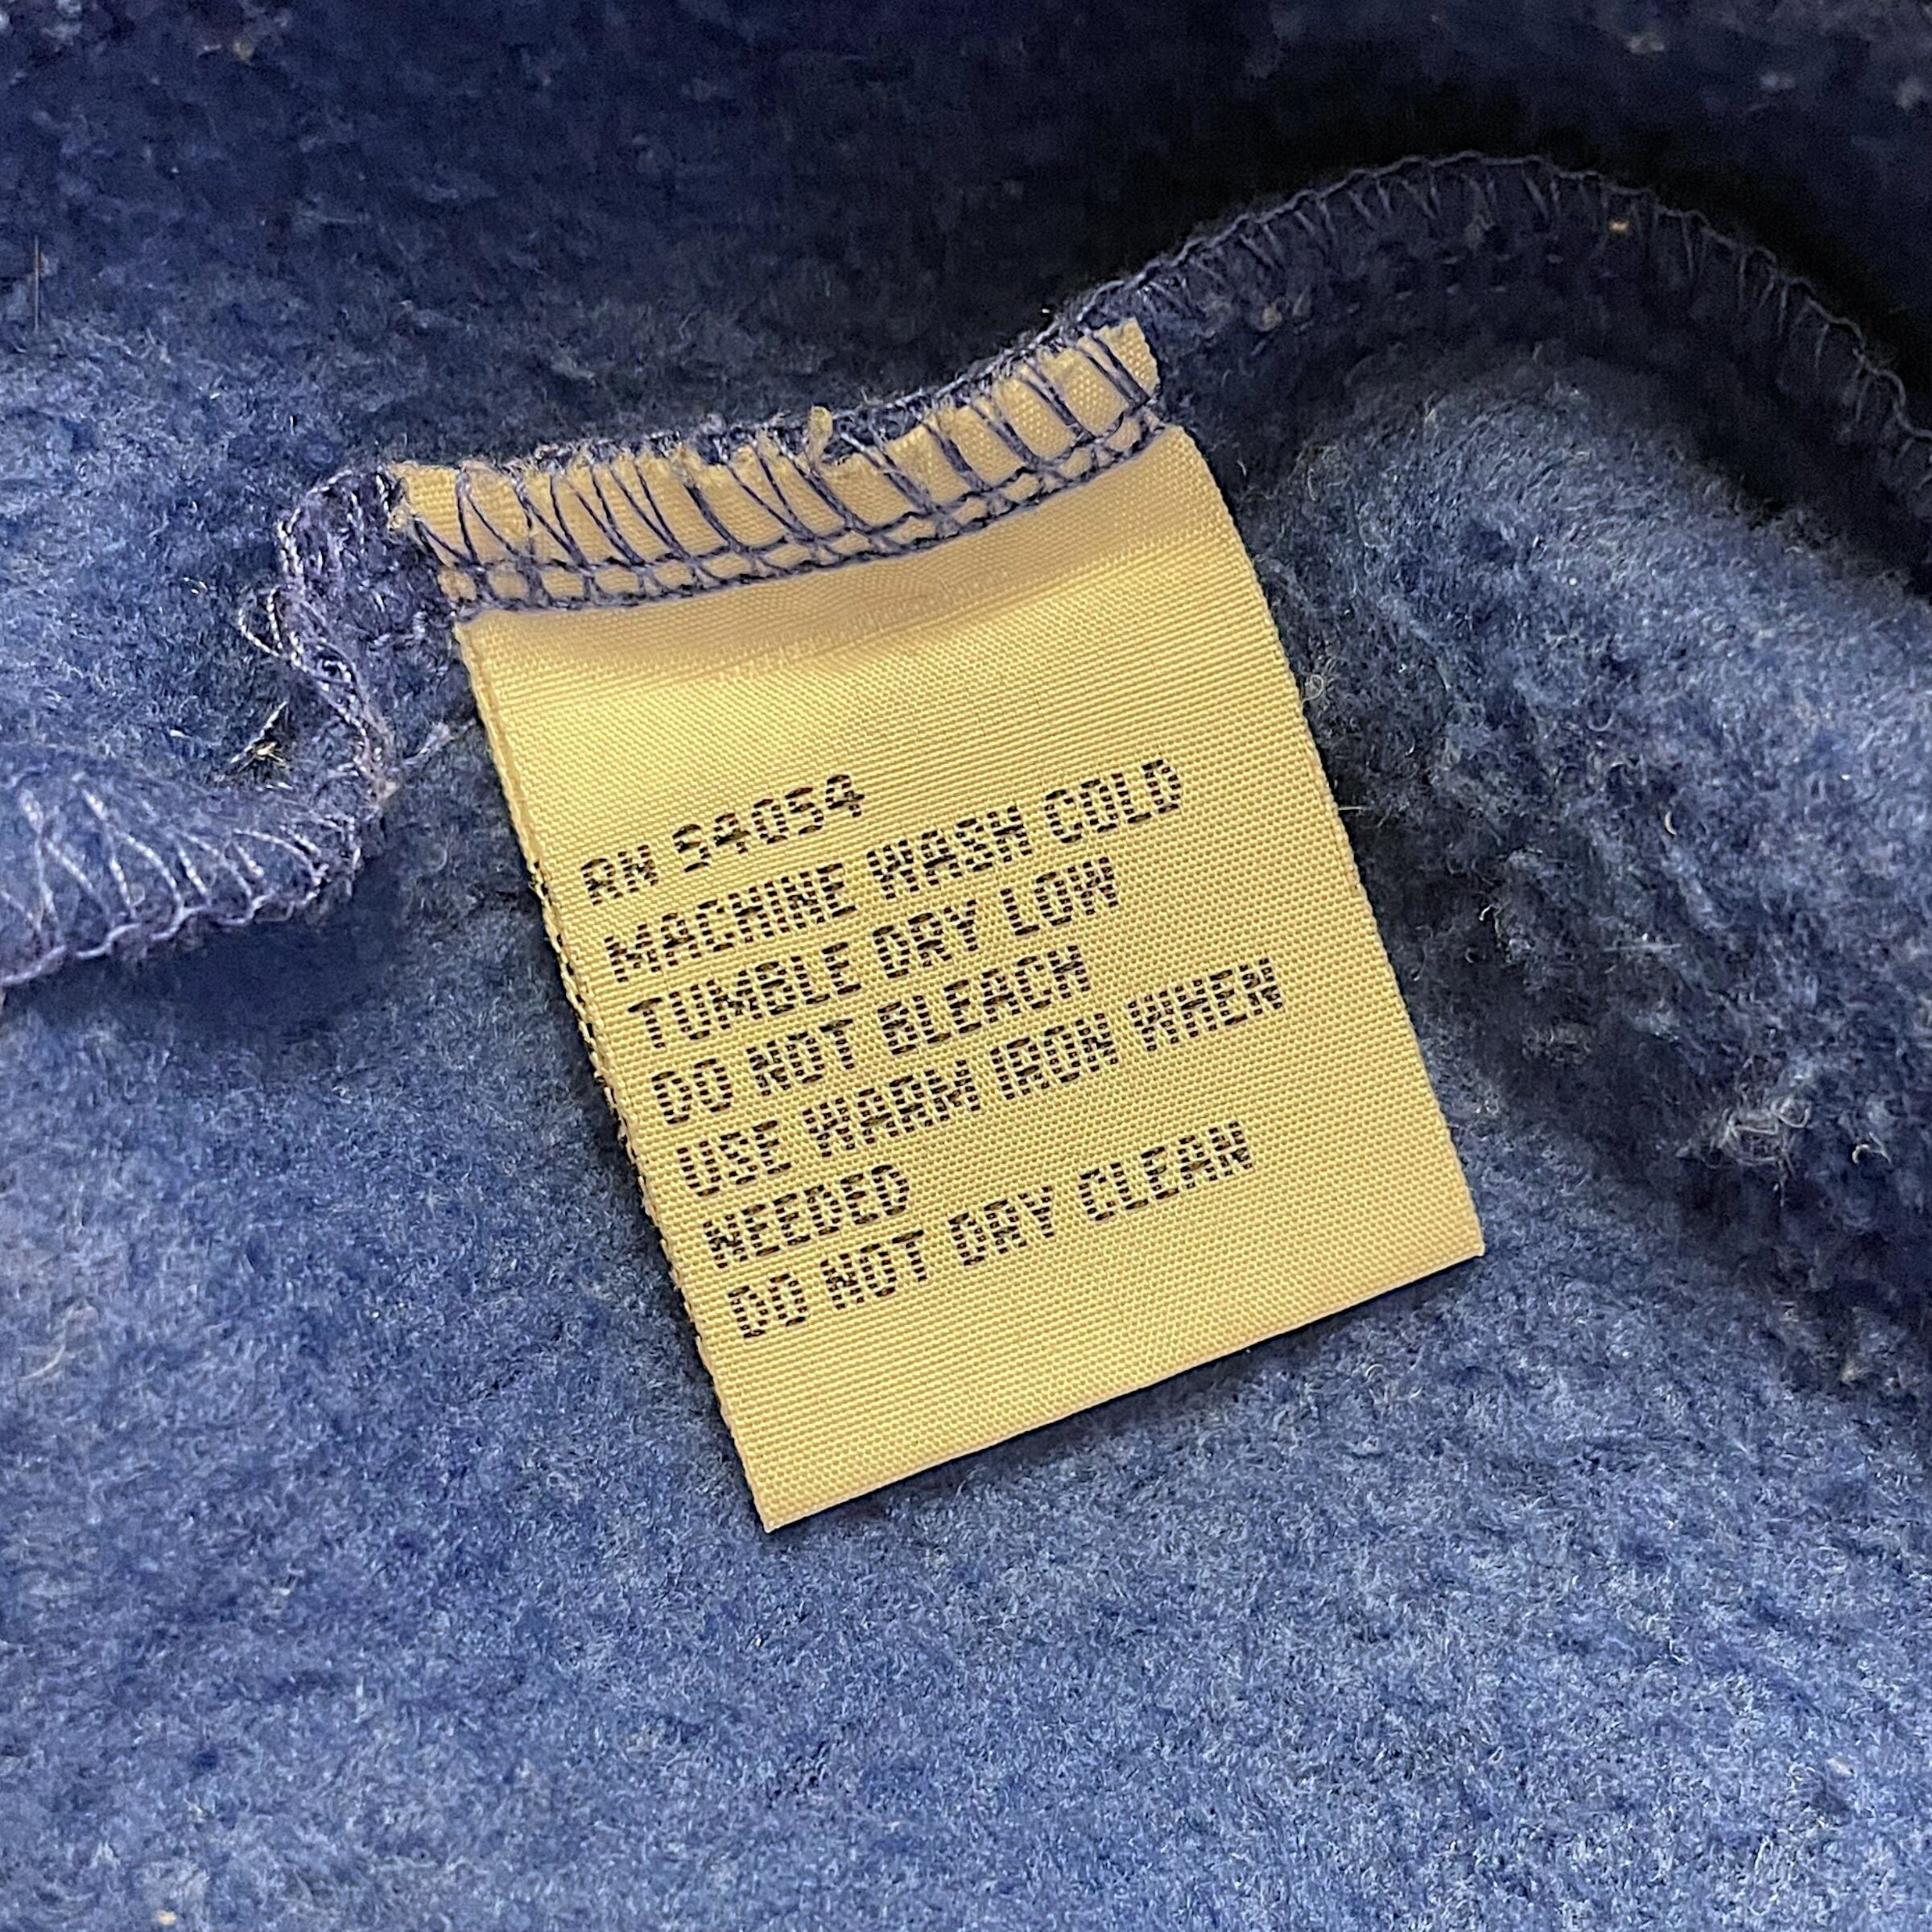 RN 54054
MACHINE WASH COLD
TUMBLE DRY LOW
DO NOT BLEACH
USE WARM IRON WHEN
NEEDED
DO NOT DRY CLEAN